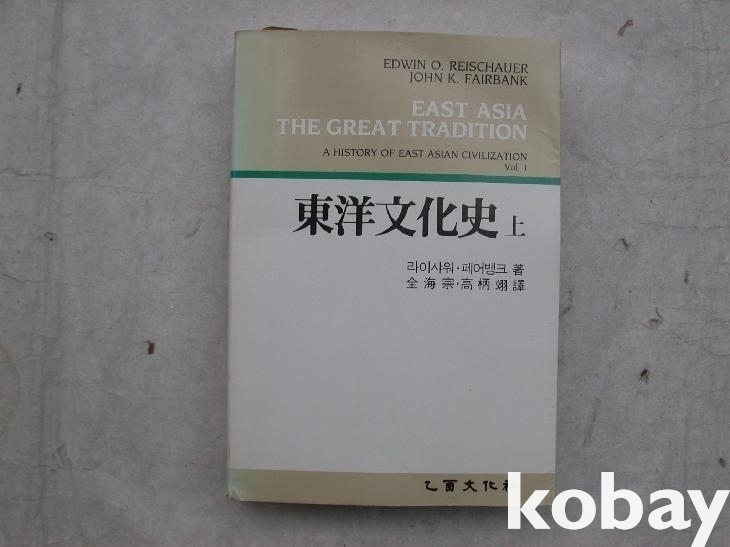 EDWIN O. REISCHAUER
JOHN K. FAIRBANK
EAST ASIA
THE GREAT TRADITION
A HISTORY OF EAST ASIAN CIVILIZATION
Vol. 1
東洋文化史 上
라이샤워·페어뱅크 著
全海宗·高柄翊 譯
乙酉文化社
kobay